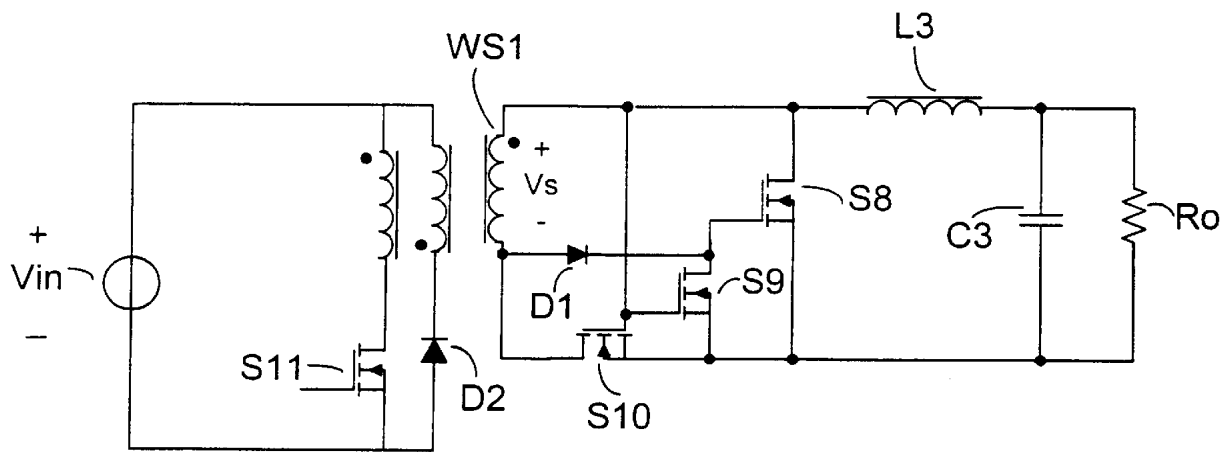 L3
WS1
+
Vs
-
S8
C3
Ro
+
Vin
–
D1
S9
S11
D2
S10